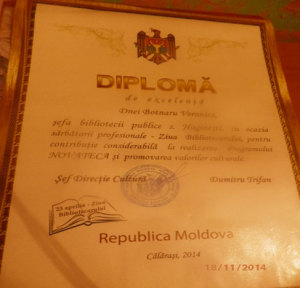 DIPLOMĂ
de excelență
Dnei Botnaru Veronica,
șefa bibliotecii publice s. cu ocazia
sărbătorii profesionale - Ziua Bibliotecarului, pentru
contribuție considerabilă la realizarea Programului
NOVATECA și promovarea valorilor culturale.
Șef Direcție Cultură Dumitru Trifan
23 aprilie - Ziua
Bibliotecarului
Republica Moldova
Călărași, 2014
18/11/2014